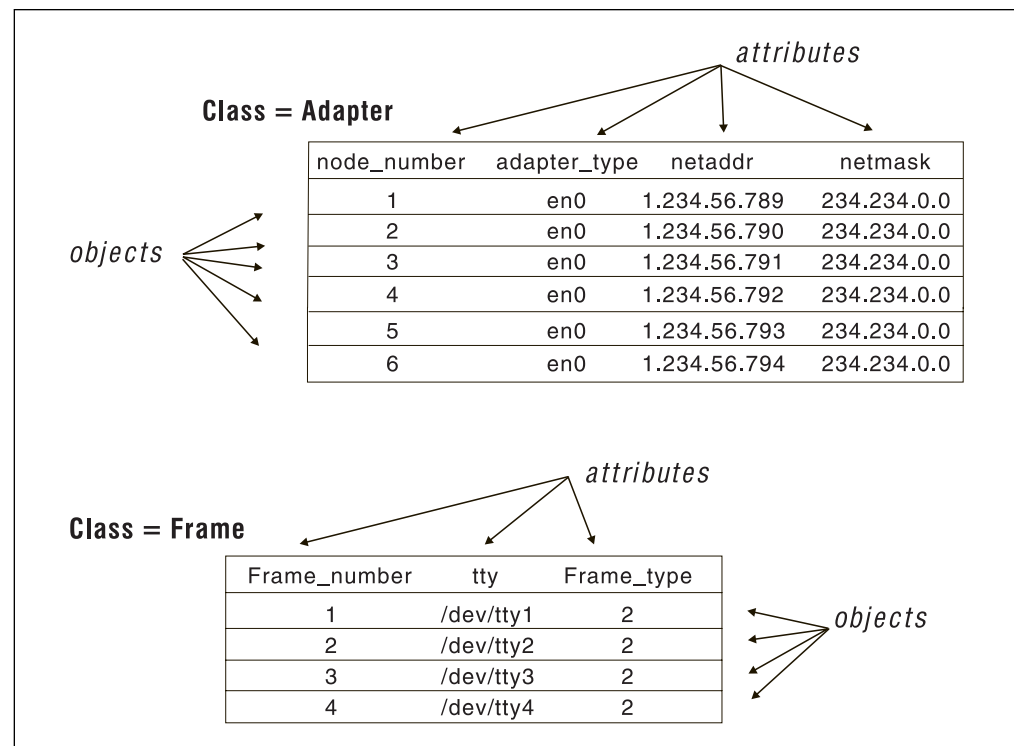 attributes
Class = Adapter
node_number adapter_type netaddr netmask
1 en0 1.234.56.789 234.234.0.0
2 en0 1.234.56.790 234.234.0.0
objects
3 en0 1.234.56.791 234.234.0.0
4 en0 1.234.56.792 234.234.0.0
5 en0 1.234.56.793 234.234.0.0
6 en0 1.234.56.794 234.234.0.0
attributes
Class = Frame
Frame_number tty Frame_type
1 /dev/tty1 2
objects
2 /dev/tty2 2
3 /dev/tty3 2
4 /dev/tty4 2